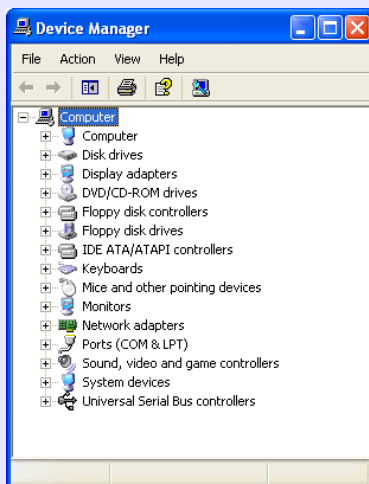 Device Manager
File Action View Help
Computer
Computer
Disk drives
Display adapters
DVD/CD-ROM drives
Floppy disk controllers
Floppy disk drives
IDE ATA/ATAPI controllers
Keyboards
Mice and other pointing devices
Monitors
Network adapters
Ports (COM & LPT)
Sound, video and game controllers
System devices
Universal Serial Bus controllers